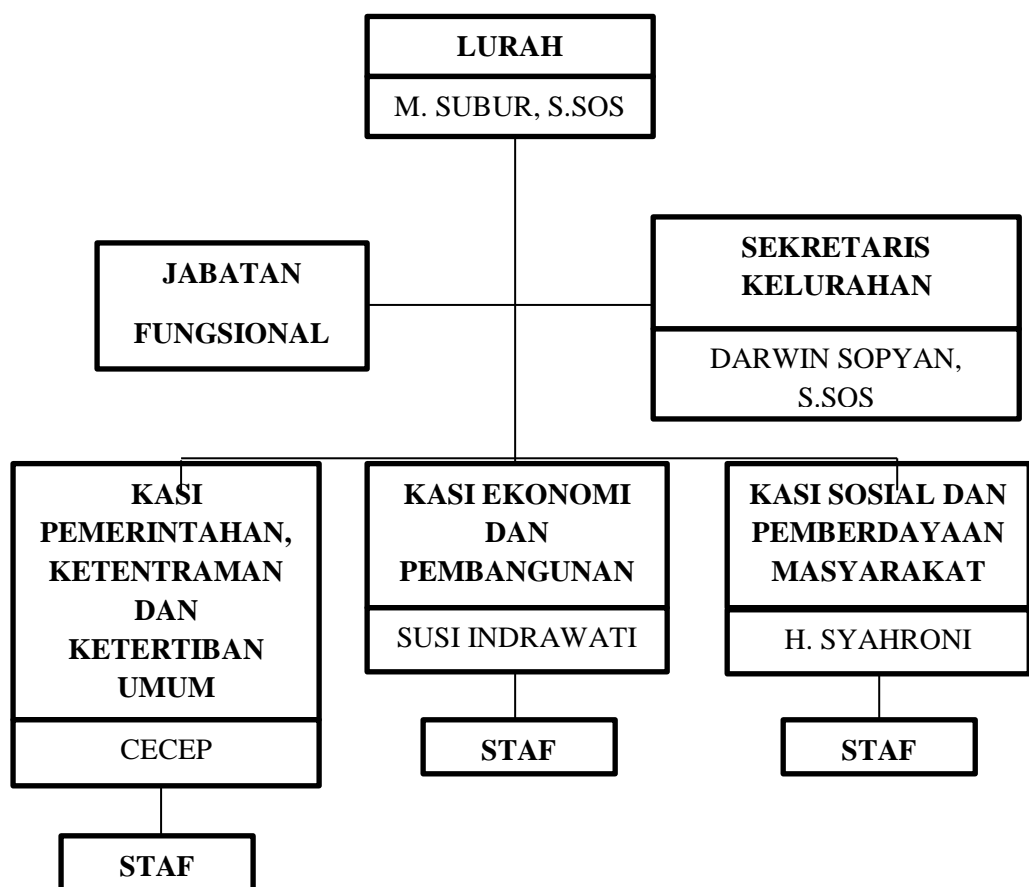 LURAH
M. SUBUR, S.SOS
JABATAN
FUNGSIONAL
SEKRETARIS
KELURAHAN
DARWIN SOPYAN,
S.SOS
KASI
PEMERINTAHAN,
KETENTRAMAN
DAN
KETERTIBAN
UMUM
CECEP
STAF
KASI EKONOMI
DAN
PEMBANGUNAN
SUSI INDRAWATI
STAF
KASI SOSIAL DAN
PEMBERDAYAAN
MASYARAKAT
H. SYAHRONI
STAF